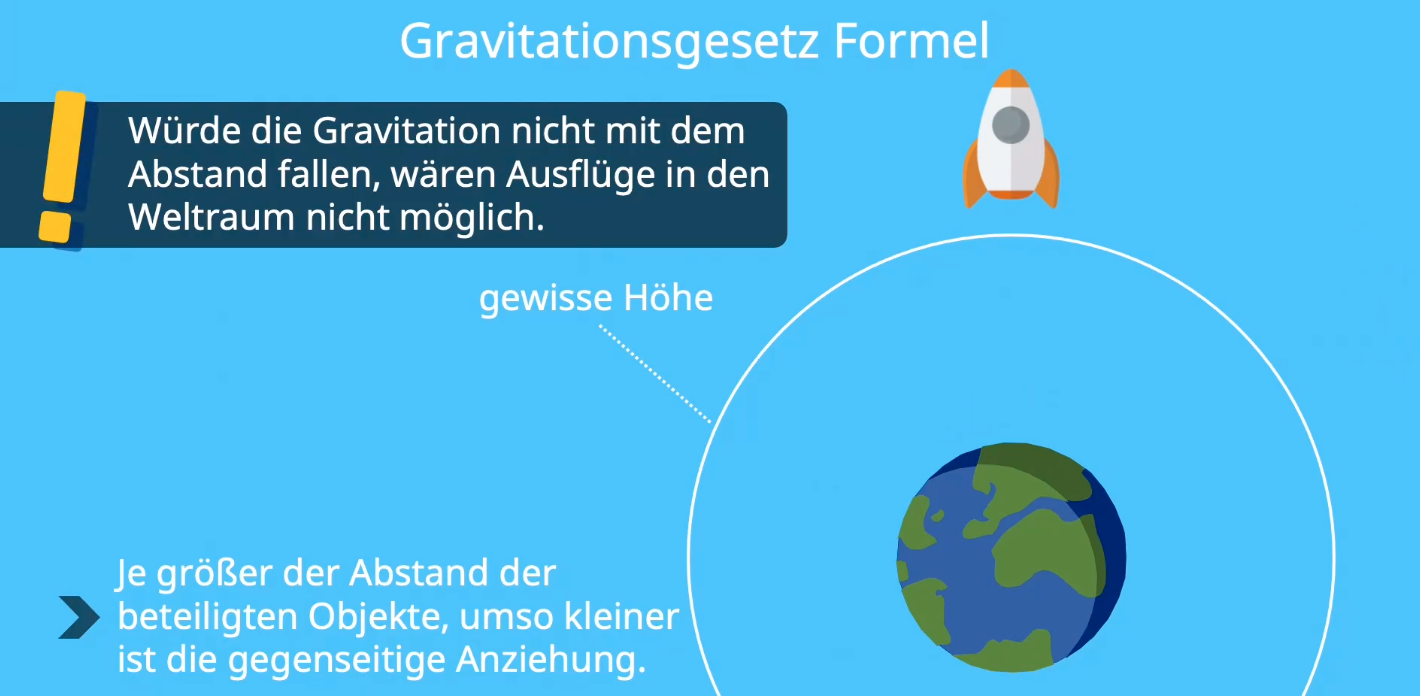 Gravitationsgesetz Formel
Würde die Gravitation nicht mit dem
Abstand fallen, wären Ausflüge in den
Weltraum nicht möglich.
gewisse Höhe
Je größer der Abstand der
beteiligten Objekte, umso kleiner
ist die gegenseitige Anziehung.